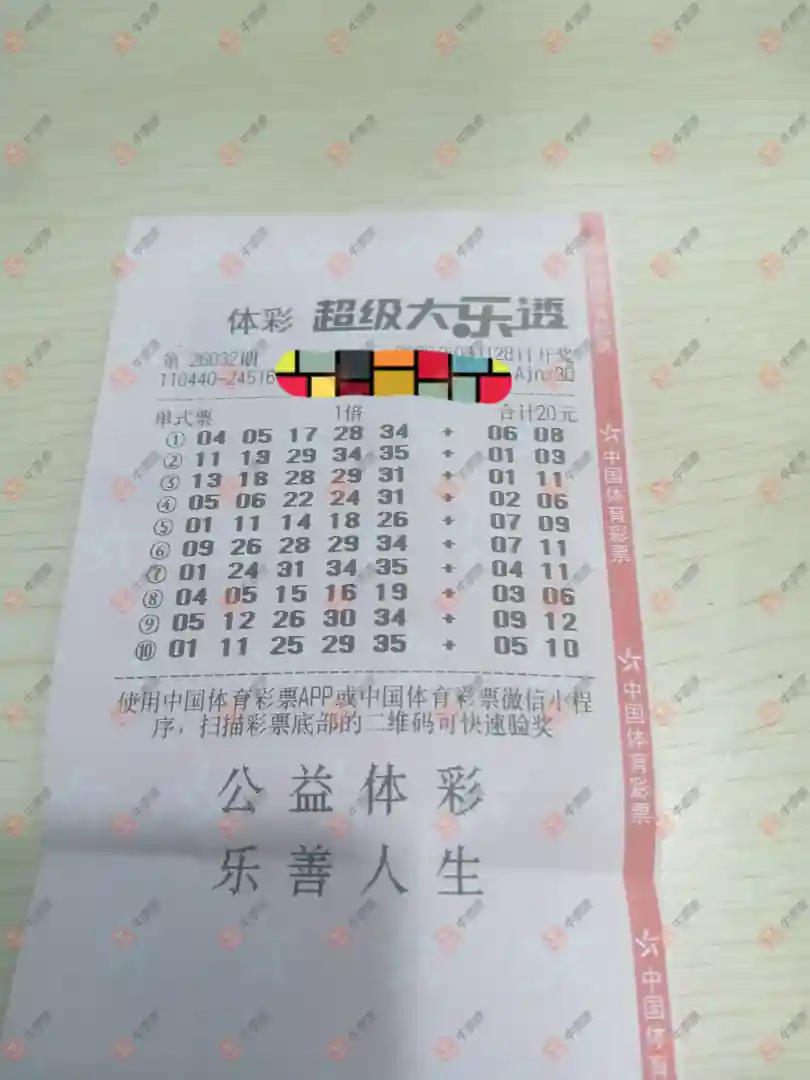 体彩 超级大乐透
第 26032期 28日开奖
110440-24516 Ajnz30
单式票 1倍 合计20元
① 04 05 17 28 34 + 06 08
② 11 19 29 34 35 + 01 09
③ 13 18 28 29 31 + 01 11
④ 05 06 22 24 31 + 02 06
⑤ 01 11 14 18 26 + 07 09
⑥ 09 26 28 29 34 + 07 11
⑦ 01 24 31 34 35 + 04 11
⑧ 04 05 15 16 19 + 09 06
⑨ 05 12 26 30 34 + 09 12
⑩ 01 11 25 29 35 + 05 10
使用中国体育彩票APP或中国体育彩票微信小程
序，扫描彩票底部的二维码可快速验奖
公益体彩
乐善人生
中国体育彩票
中国体育彩票
中国体育